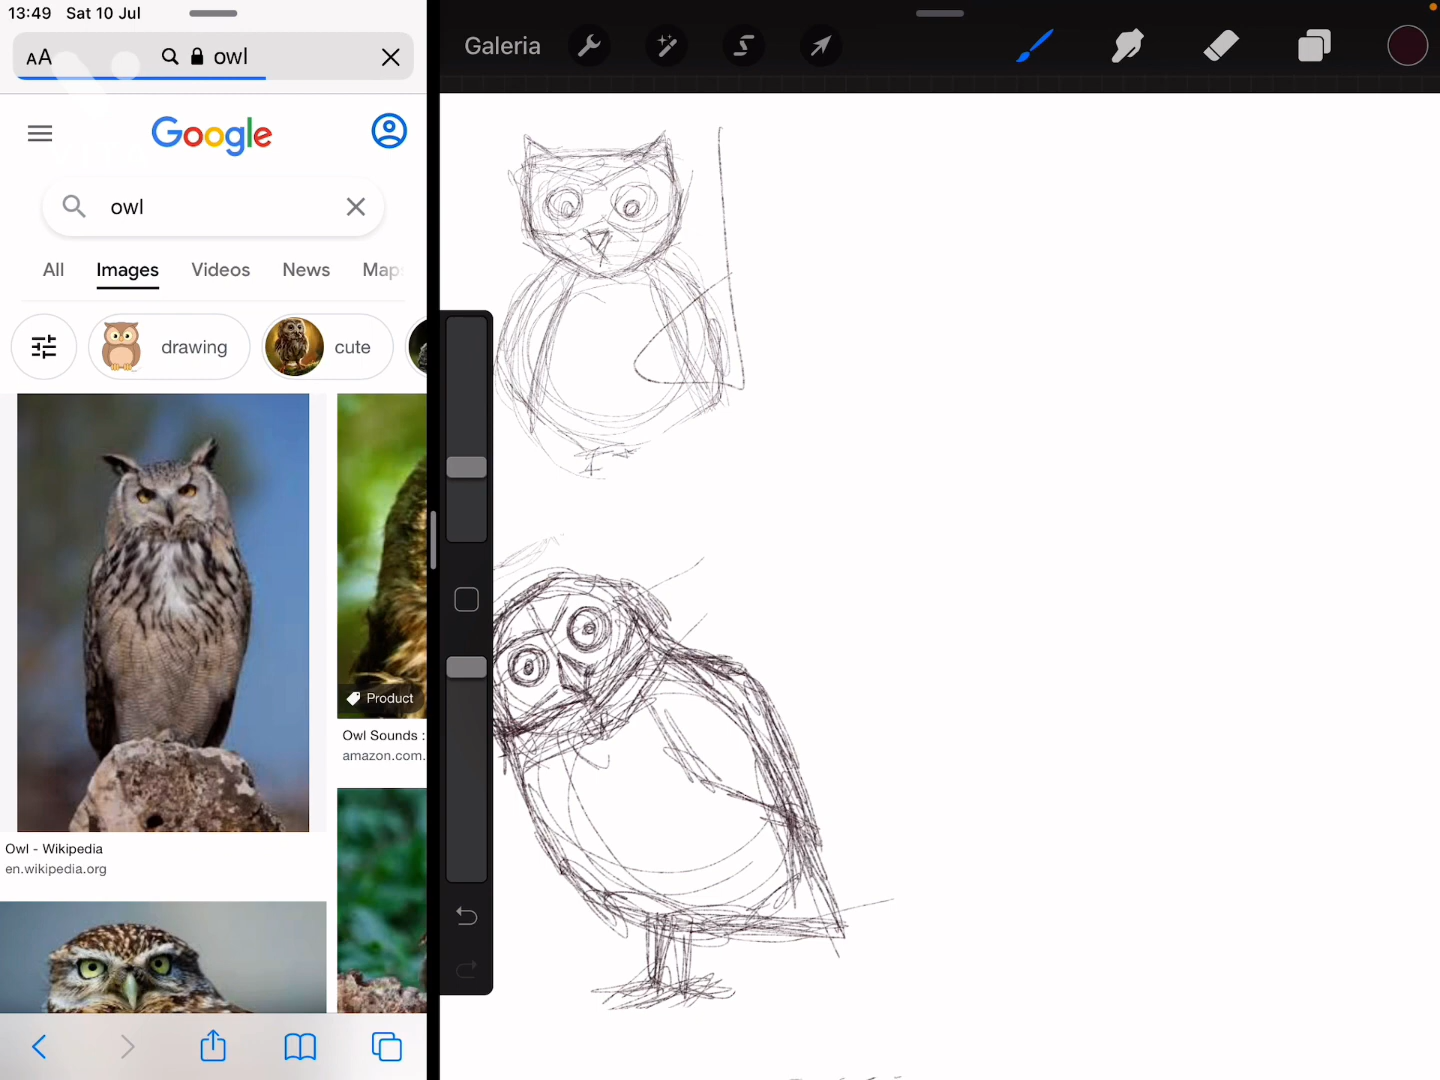 13:49 Sat 10 Jul
AA owl
Google
owl
All Images Videos News Map
drawing cute
Product
Owl Sounds :
amazon.com.
Owl - Wikipedia
en.wikipedia.org
Galeria